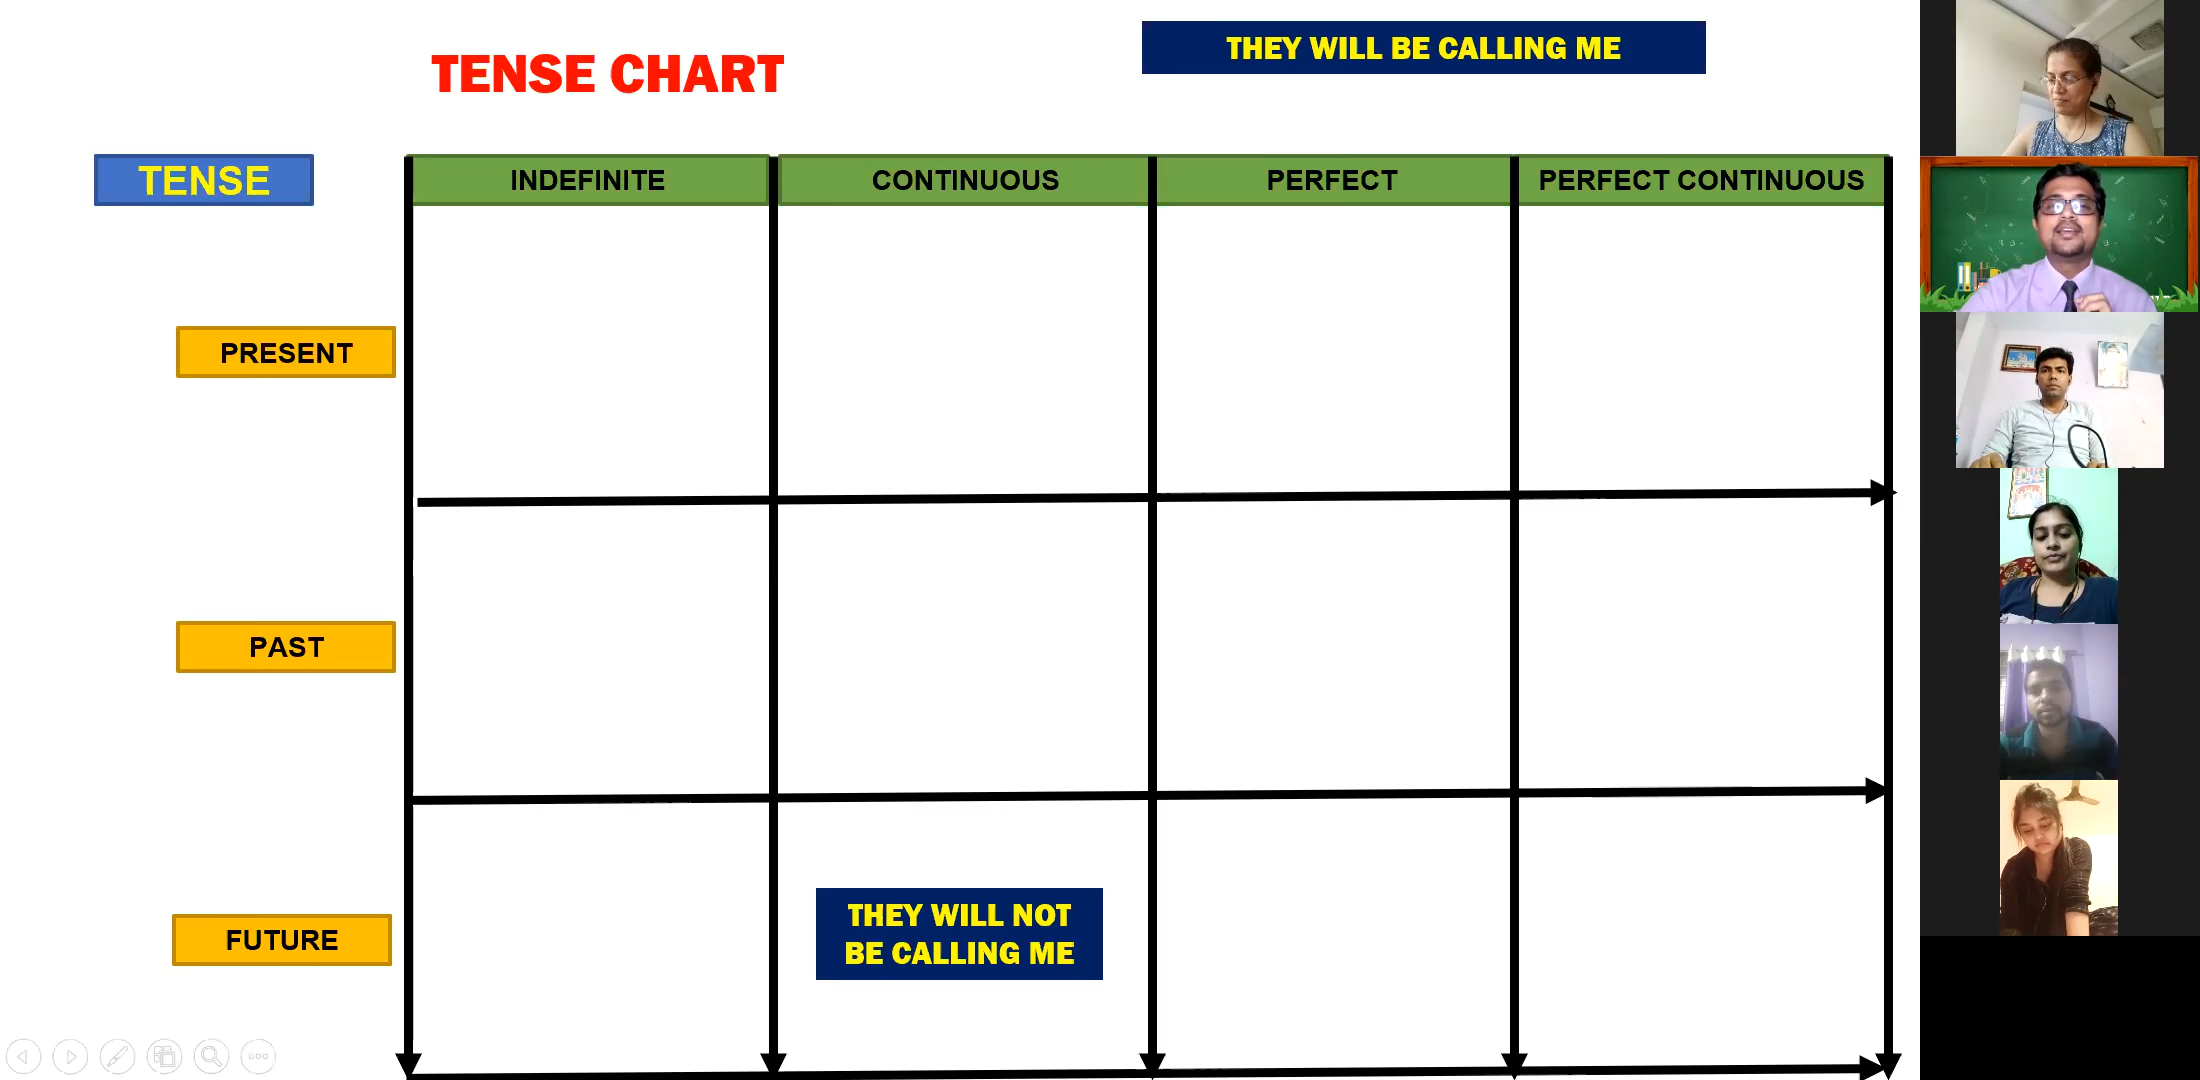 THEY WILL BE CALLING ME
TENSE CHART
TENSE
INDEFINITE
CONTINUOUS
PERFECT
PERFECT CONTINUOUS
PRESENT
PAST
FUTURE
THEY WILL NOT
BE CALLING ME